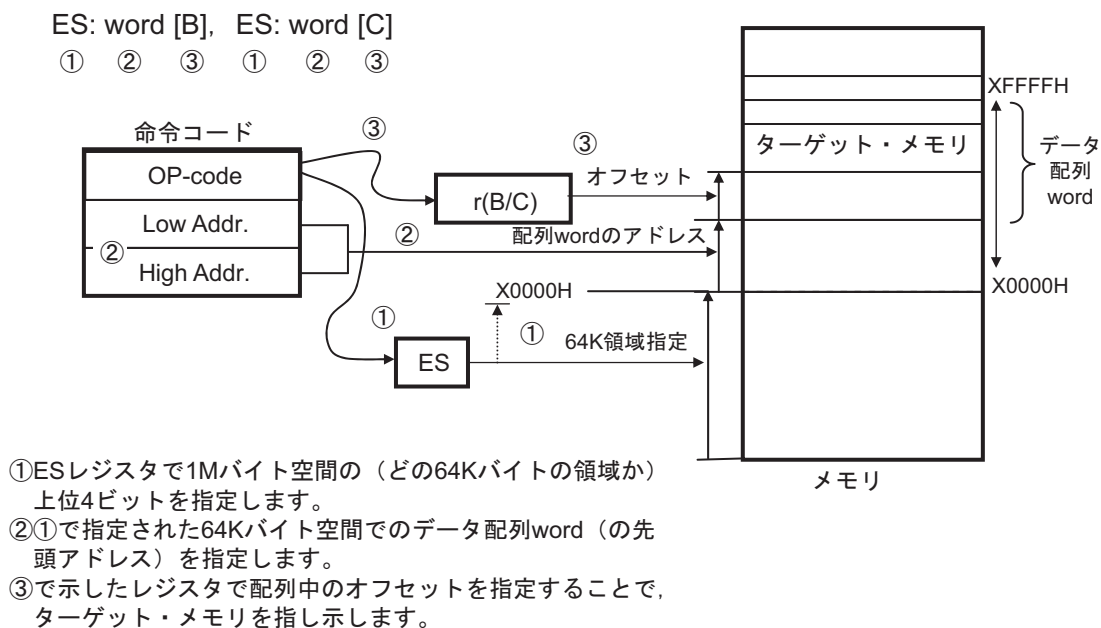 ES: word [B], ES: word [C]
① ② ③ ① ② ③
命令コード
OP-code
Low Addr.
②
High Addr.
③
r(B/C)
③
オフセット
②
配列wordのアドレス
X0000H
①
ES
①
64K領域指定
XFFFFH
ターゲット・メモリ
データ
配列
word
X0000H
メモリ
①ESレジスタで1Mバイト空間の（どの64Kバイトの領域か）
上位4ビットを指定します。
②①で指定された64Kバイト空間でのデータ配列word（の先
頭アドレス）を指定します。
③で示したレジスタで配列中のオフセットを指定することで,
ターゲット・メモリを指し示します。